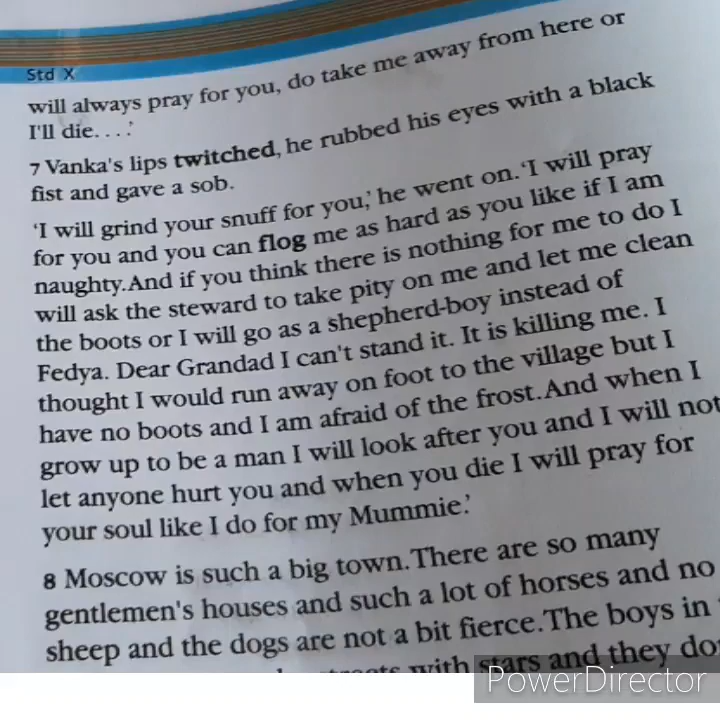 Std X
will always pray for you, do take me away from here or
I'll die. . . .'
7 Vanka's lips twitched, he rubbed his eyes with a black
fist and gave a sob.
'I will grind your snuff for you,' he went on. 'I will pray
for you and you can flog me as hard as you like if I am
naughty. And if you think there is nothing for me to do I
will ask the steward to take pity on me and let me clean
the boots or I will go as a shepherd-boy instead of
Fedya. Dear Grandad I can't stand it. It is killing me. I
thought I would run away on foot to the village but I
have no boots and I am afraid of the frost. And when I
grow up to be a man I will look after you and I will not
let anyone hurt you and when you die I will pray for
your soul like I do for my Mummie.'
8 Moscow is such a big town. There are so many
gentlemen's houses and such a lot of horses and no
sheep and the dogs are not a bit fierce. The boys in
with stars and they do
PowerDirector